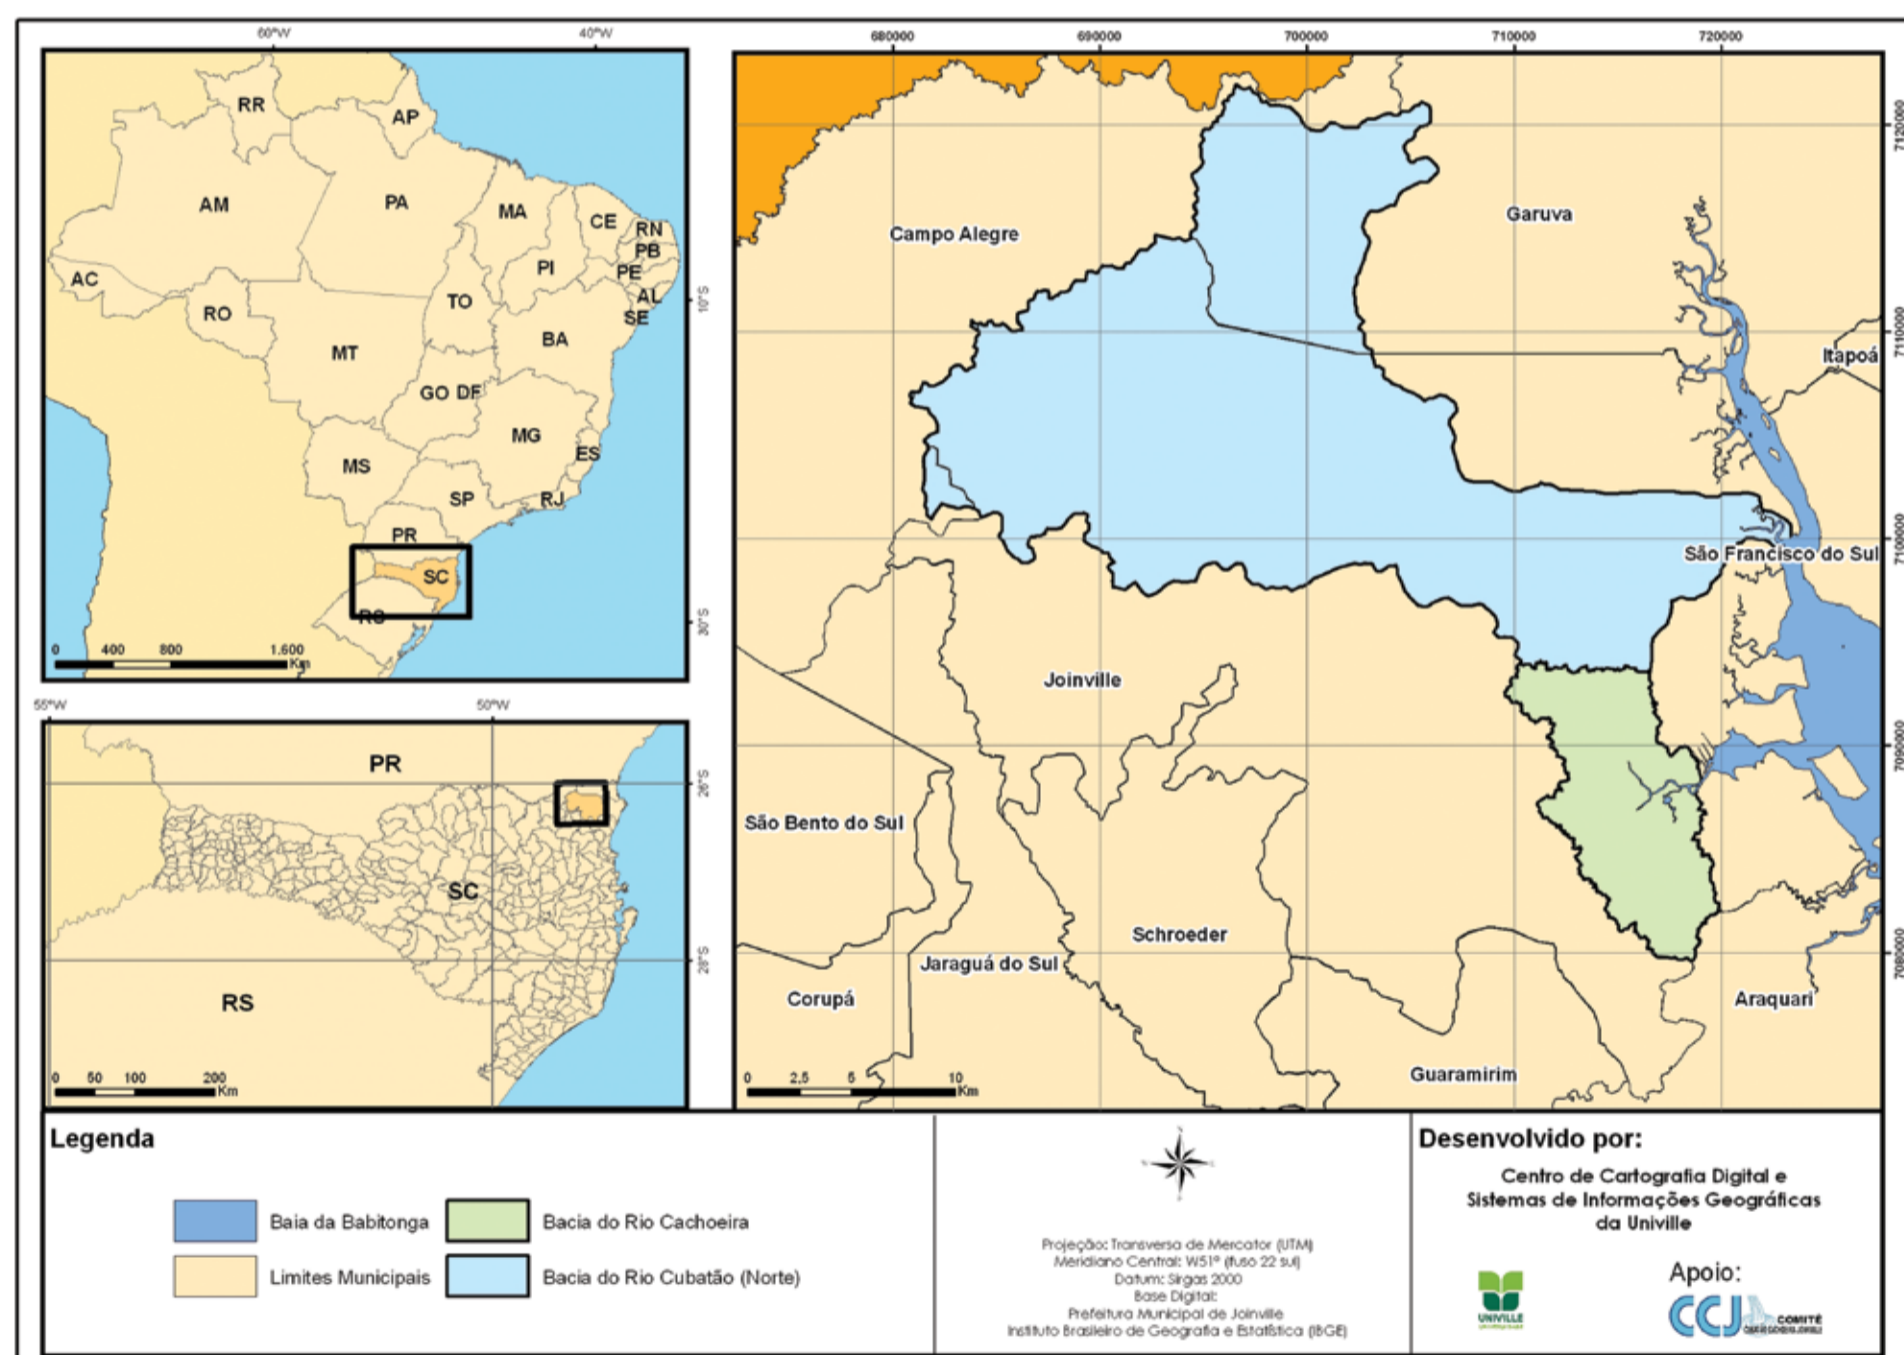 60°W
40°W
RR
AP
AM
PA
MA
CE
RN
PB
PI
PE
AC
AL
RO
TO
SE
BA
MT
GO DF
MG
ES
MS
SP
RJ
PR
SC
RS
10°S
30°S
0 400 800 1.600
Km
55°W
50°W
PR
SC
RS
26°S
28°S
0 50 100 200
Km
680000
690000
700000
710000
720000
7120000
7110000
7100000
7090000
7080000
Campo Alegre
Garuva
Itapoá
São Francisco do Sul
Joinville
São Bento do Sul
Schroeder
Jaraguá do Sul
Corupá
Araquari
Guaramirim
0 2,5 5 10
Km
Legenda
Baia da Babitonga
Bacia do Rio Cachoeira
Limites Municipais
Bacia do Rio Cubatão (Norte)
Projeção: Transversa de Mercator (UTM)
Meridiano Central: W51° (fuso 22 sul)
Datum: Sirgas 2000
Base Digital:
Prefeitura Municipal de Joinville
Instituto Brasileiro de Geografia e Estatística (IBGE)
Desenvolvido por:
Centro de Cartografia Digital e
Sistemas de Informações Geográficas
da Univille
Apoio:
UNIVILLE
CCJ COMITÊ